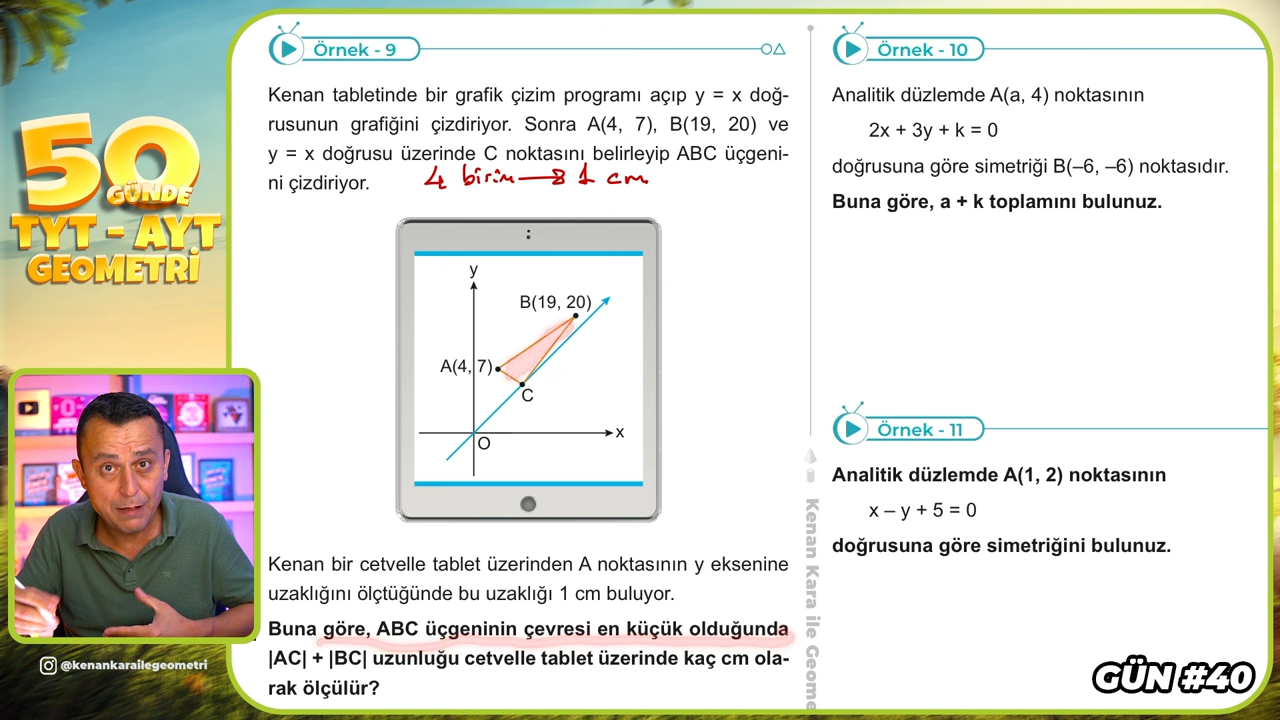 50
GÜNDE
TYT - AYT
GEOMETRİ
Örnek - 9
Kenan tabletinde bir grafik çizim programı açıp y = x doğ-
rusunun grafiğini çizdiriyor. Sonra A(4, 7), B(19, 20) ve
y = x doğrusu üzerinde C noktasını belirleyip ABC üçgeni-
ni çizdiriyor.
4 birim → 1 cm
y
B(19, 20)
A(4, 7)
C
x
O
Kenan bir cetvelle tablet üzerinden A noktasının y eksenine
uzaklığını ölçtüğünde bu uzaklığı 1 cm buluyor.
Buna göre, ABC üçgeninin çevresi en küçük olduğunda
|AC| + |BC| uzunluğu cetvelle tablet üzerinde kaç cm ola-
rak ölçülür?
Kenan Kara ile Geome
Örnek - 10
Analitik düzlemde A(a, 4) noktasının
2x + 3y + k = 0
doğrusuna göre simetriği B(–6, –6) noktasıdır.
Buna göre, a + k toplamını bulunuz.
Örnek - 11
Analitik düzlemde A(1, 2) noktasının
x – y + 5 = 0
doğrusuna göre simetriğini bulunuz.
@kenankarailegeometri
GÜN #40